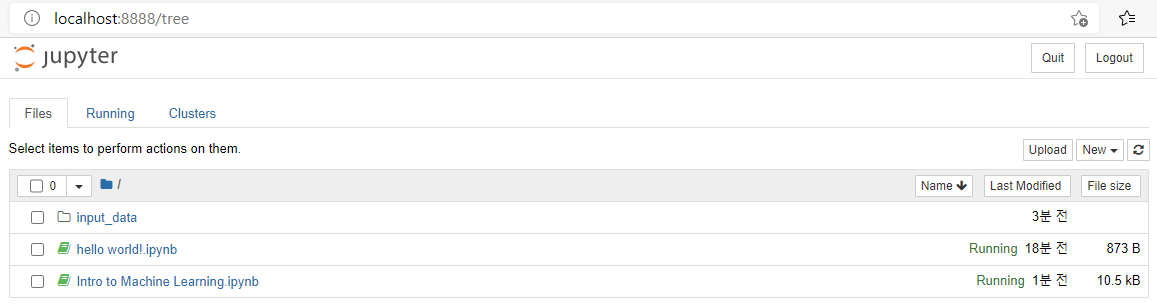 localhost:8888/tree
jupyter
Quit Logout
Files Running Clusters
Select items to perform actions on them.
Upload New
0 / Name Last Modified File size
input_data 3분 전
hello world!.ipynb Running 18분 전 873 B
Intro to Machine Learning.ipynb Running 1분 전 10.5 kB